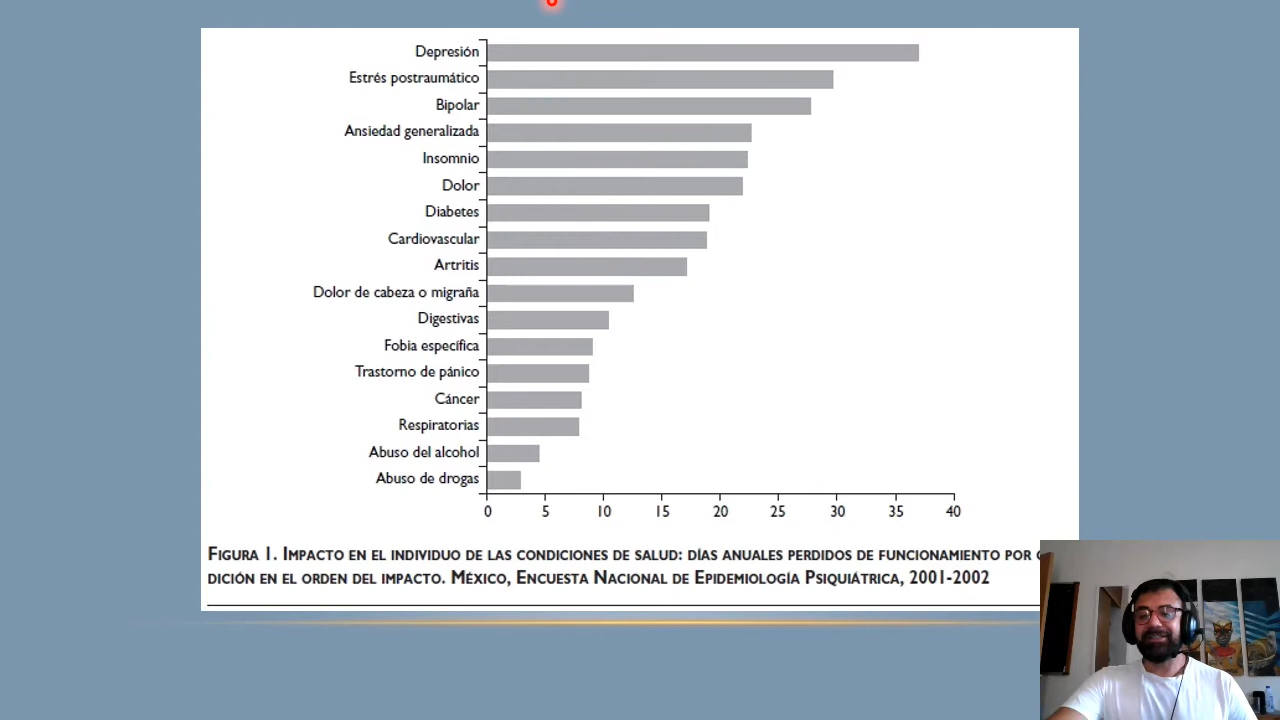 Depresión
Estrés postraumático
Bipolar
Ansiedad generalizada
Insomnio
Dolor
Diabetes
Cardiovascular
Artritis
Dolor de cabeza o migraña
Digestivas
Fobia específica
Trastorno de pánico
Cáncer
Respiratorias
Abuso del alcohol
Abuso de drogas
0 5 10 15 20 25 30 35 40
FIGURA 1. IMPACTO EN EL INDIVIDUO DE LAS CONDICIONES DE SALUD: DÍAS ANUALES PERDIDOS DE FUNCIONAMIENTO POR
DICIÓN EN EL ORDEN DEL IMPACTO. MÉXICO, ENCUESTA NACIONAL DE EPIDEMIOLOGÍA PSIQUIÁTRICA, 2001-2002